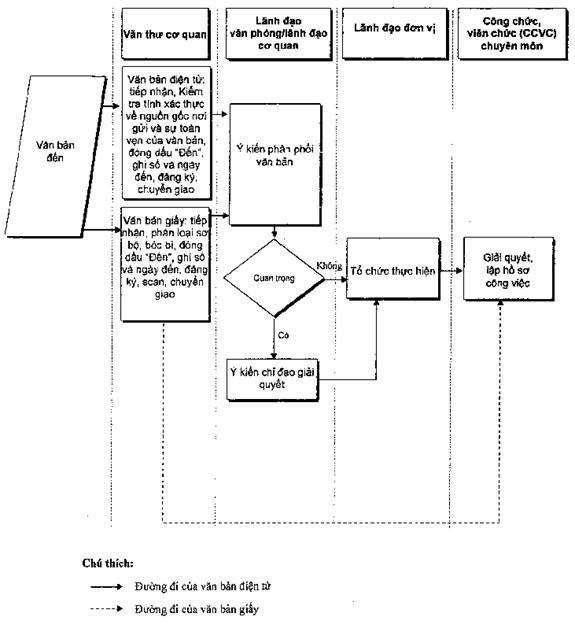 Văn thư cơ quan
Lãnh đạo
văn phòng/lãnh đạo
cơ quan
Lãnh đạo đơn vị
Công chức,
viên chức (CCVC)
chuyên môn
Văn bản
đến
Văn bản điện tử:
tiếp nhận, Kiểm
tra tính xác thực
về nguồn gốc nơi
gửi và sự toàn
vẹn của văn bản,
đóng dấu "Đến",
ghi số và ngày
đến, đăng ký,
chuyển giao
Ý kiến phân phối
văn bản
Văn bản giấy: tiếp
nhận, phân loại sơ
bộ, bóc bì, đóng
dấu "Đến", ghi số
và ngày đến, đăng
ký, scan, chuyển
giao
Quan trọng
Không
Tổ chức thực hiện
Giải quyết,
lập hồ sơ
công việc
Có
Ý kiến chỉ đạo giải
quyết
Chú thích:
Đường đi của văn bản điện tử
Đường đi của văn bản giấy